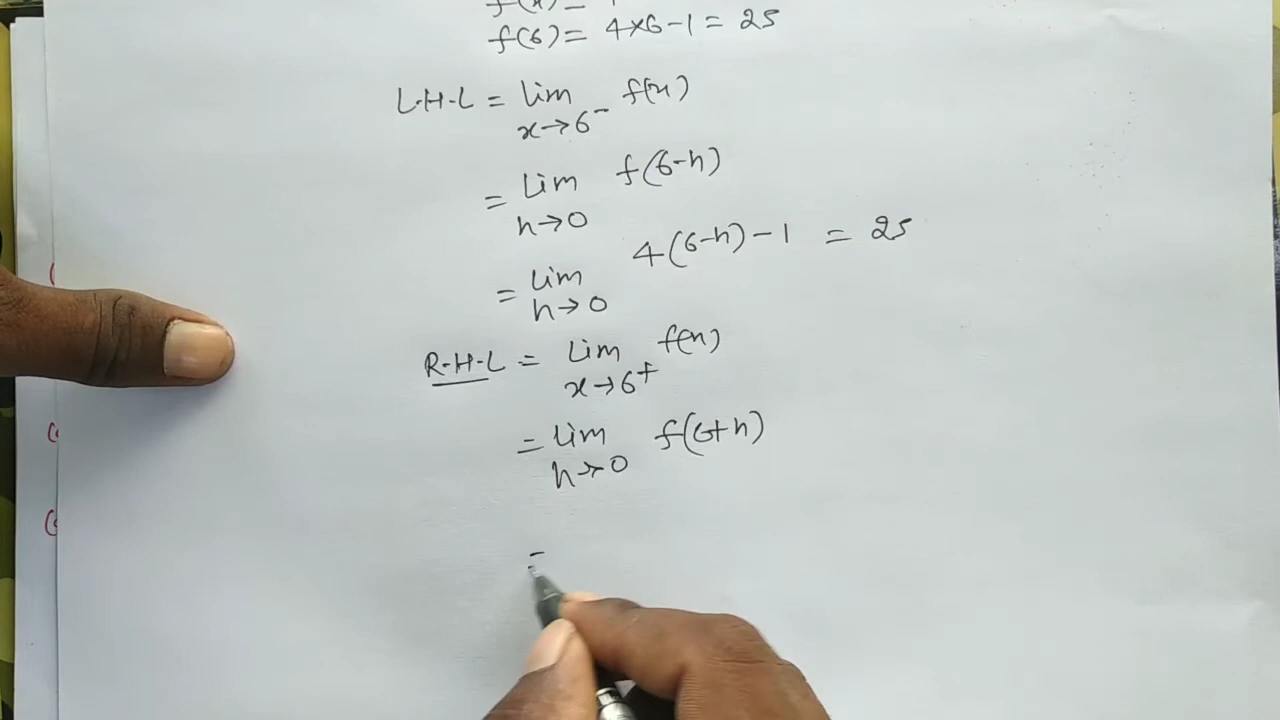 f(x) =
f(6) = 4×6-1 = 25
L-H-L = lim f(x)
x→6⁻
= lim f(6-h)
h→0
= lim 4(6-h)-1 = 25
h→0
R-H-L = lim f(x)
x→6⁺
= lim f(6+h)
h→0
=